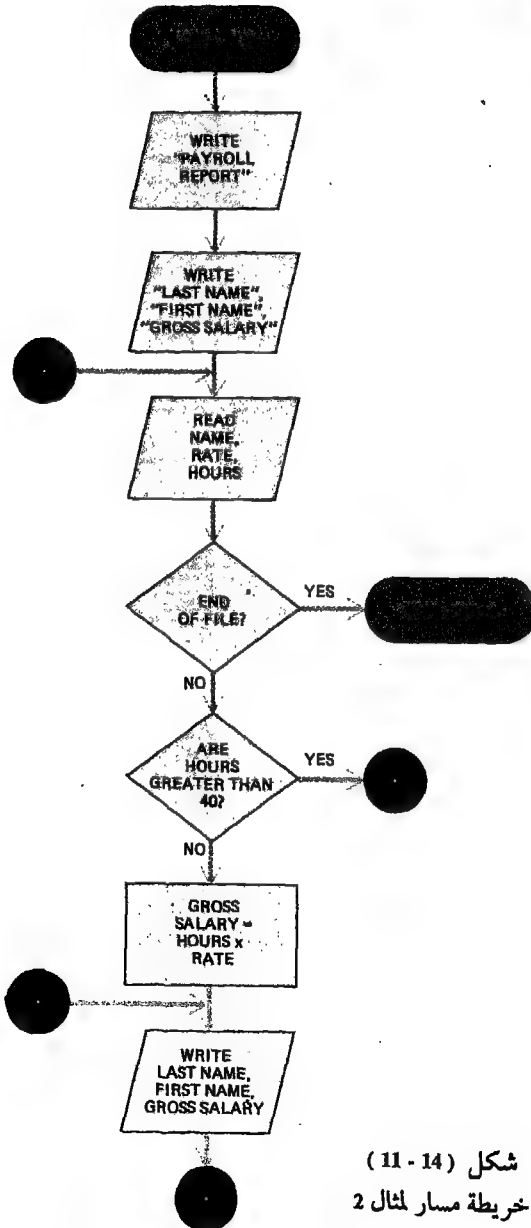 WRITE
"PAYROLL
REPORT"
WRITE
"LAST NAME",
"FIRST NAME",
"GROSS SALARY"
READ
NAME,
RATE,
HOURS
END
OF FILE?
YES
NO
ARE
HOURS
GREATER THAN
40?
YES
NO
GROSS
SALARY =
HOURS x
RATE
WRITE
LAST NAME,
FIRST NAME,
GROSS SALARY
شكل (14 - 11)
خريطة مسار لمثال 2